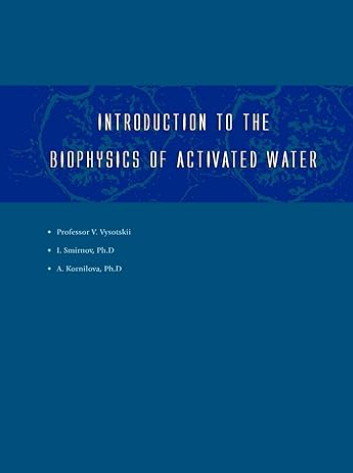 INTRODUCTION TO THE
BIOPHYSICS OF ACTIVATED WATER
• Professor V. Vysotskii
• I. Smirnov, Ph.D
• A. Kornilova, Ph.D